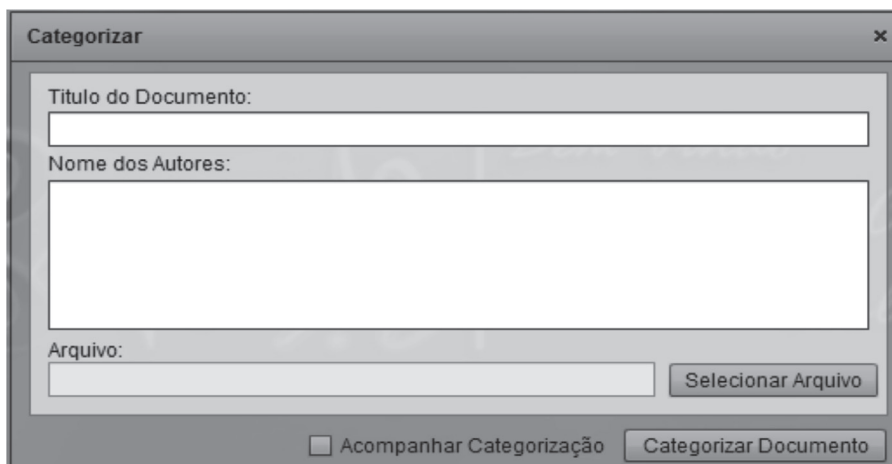 Categorizar ×
Titulo do Documento:
Nome dos Autores:
Arquivo:
Selecionar Arquivo
Acompanhar Categorização Categorizar Documento